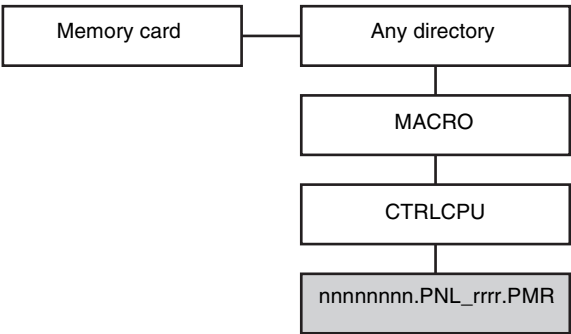 Memory card
Any directory
MACRO
CTRLCPU
nnnnnnnn.PNL_rrrr.PMR